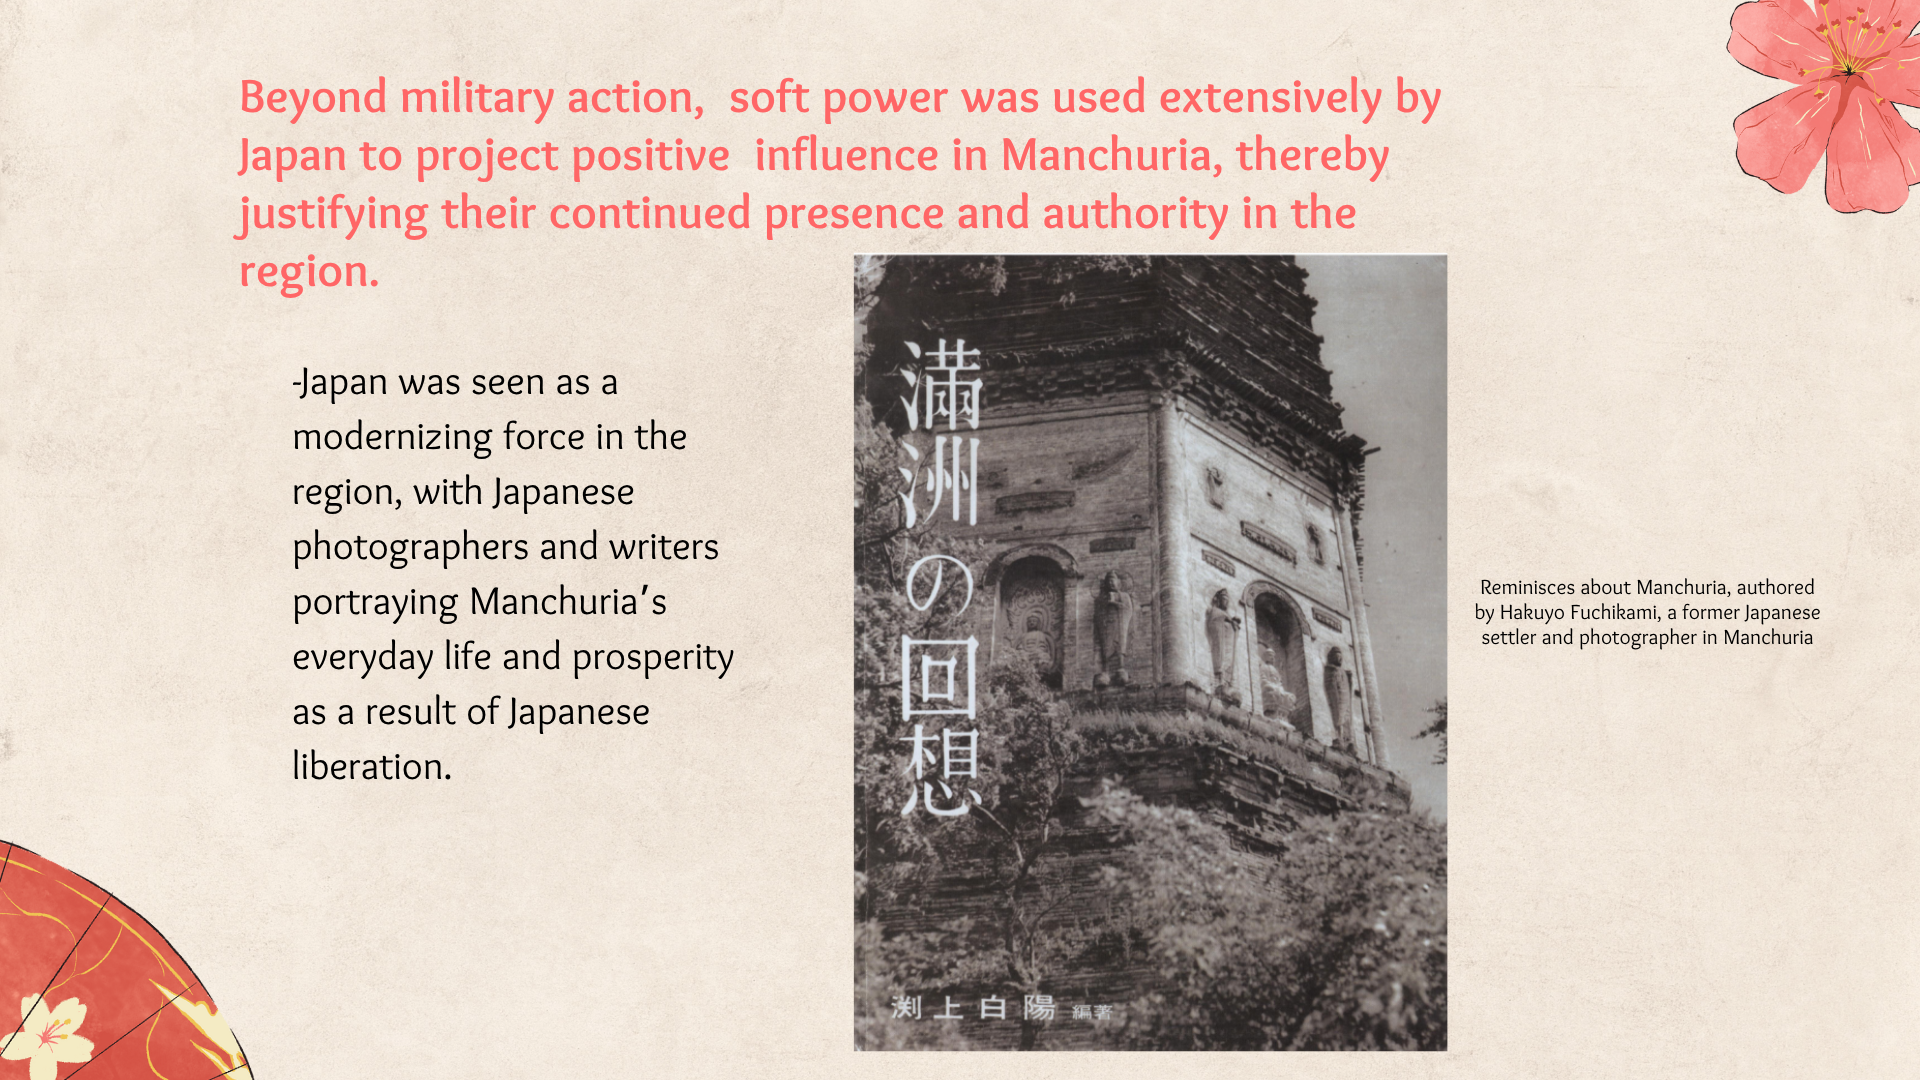 Beyond military action,  soft power was used extensively by
Japan to project positive  influence in Manchuria, thereby
justifying their continued presence and authority in the
region.
-Japan was seen as a
modernizing force in the
region, with Japanese
photographers and writers
portraying Manchuria's
everyday life and prosperity
as a result of Japanese
liberation.
満洲の回想
渕上白陽 編著
Reminisces about Manchuria, authored
by Hakuyo Fuchikami, a former Japanese
settler and photographer in Manchuria